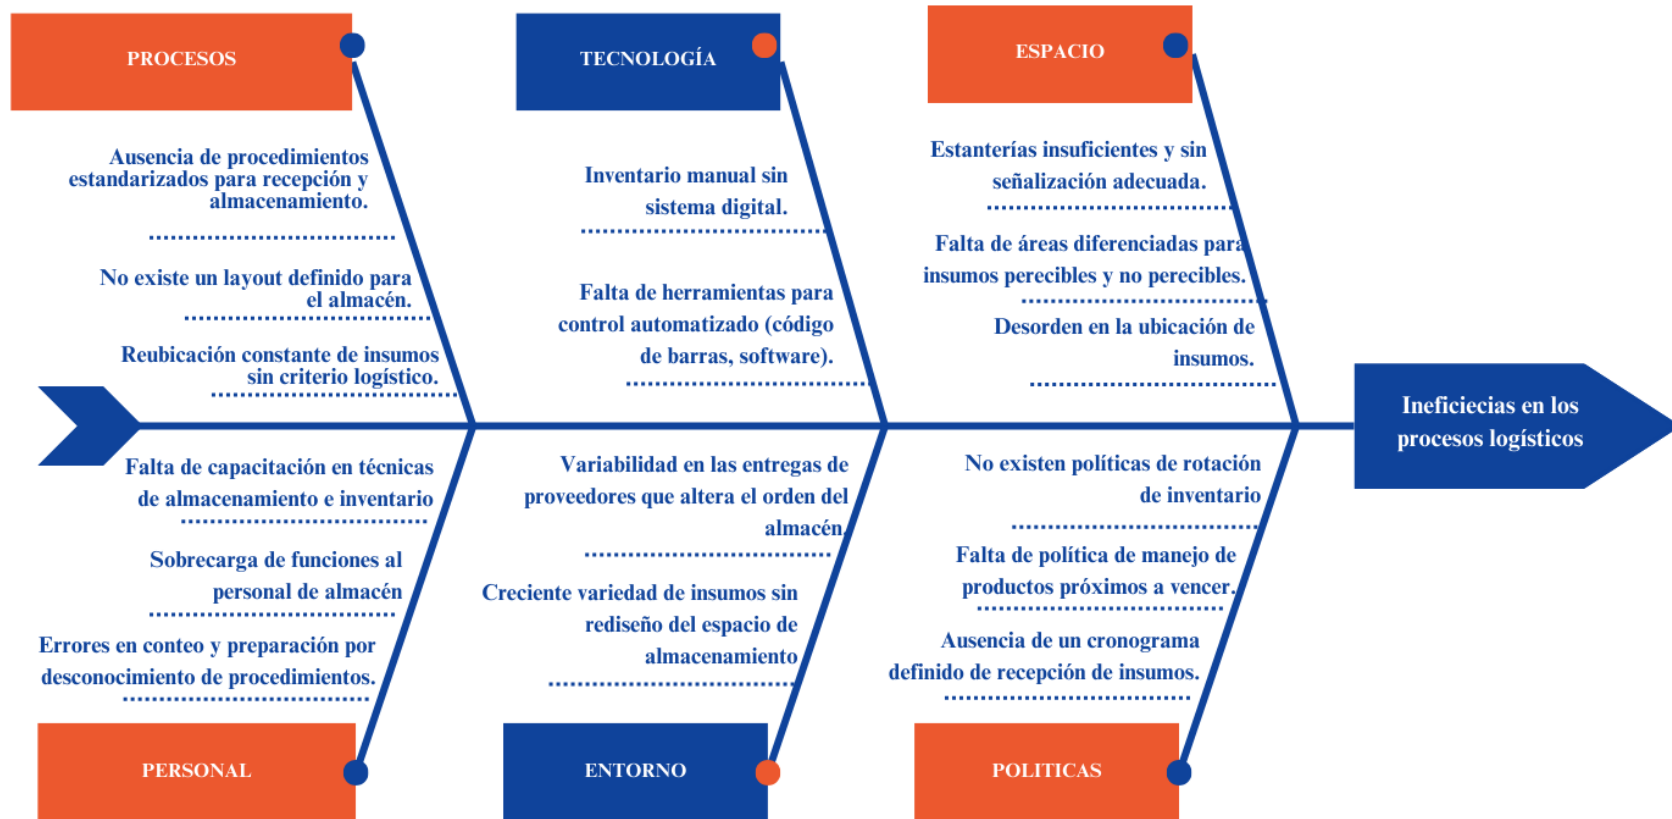 PROCESOS
Ausencia de procedimientos
estandarizados para recepción y
almacenamiento.
No existe un layout definido para
el almacén.
Reubicación constante de insumos
sin criterio logístico.
TECNOLOGÍA
Inventario manual sin
sistema digital.
Falta de herramientas para
control automatizado (código
de barras, software).
ESPACIO
Estanterías insuficientes y sin
señalización adecuada.
Falta de áreas diferenciadas para
insumos perecibles y no perecibles.
Desorden en la ubicación de
insumos.
Ineficiecias en los
procesos logísticos
Falta de capacitación en técnicas
de almacenamiento e inventario
Sobrecarga de funciones al
personal de almacén
Errores en conteo y preparación por
desconocimiento de procedimientos.
PERSONAL
Variabilidad en las entregas de
proveedores que altera el orden del
almacén.
Creciente variedad de insumos sin
rediseño del espacio de
almacenamiento
ENTORNO
No existen políticas de rotación
de inventario
Falta de política de manejo de
productos próximos a vencer.
Ausencia de un cronograma
definido de recepción de insumos.
POLITICAS